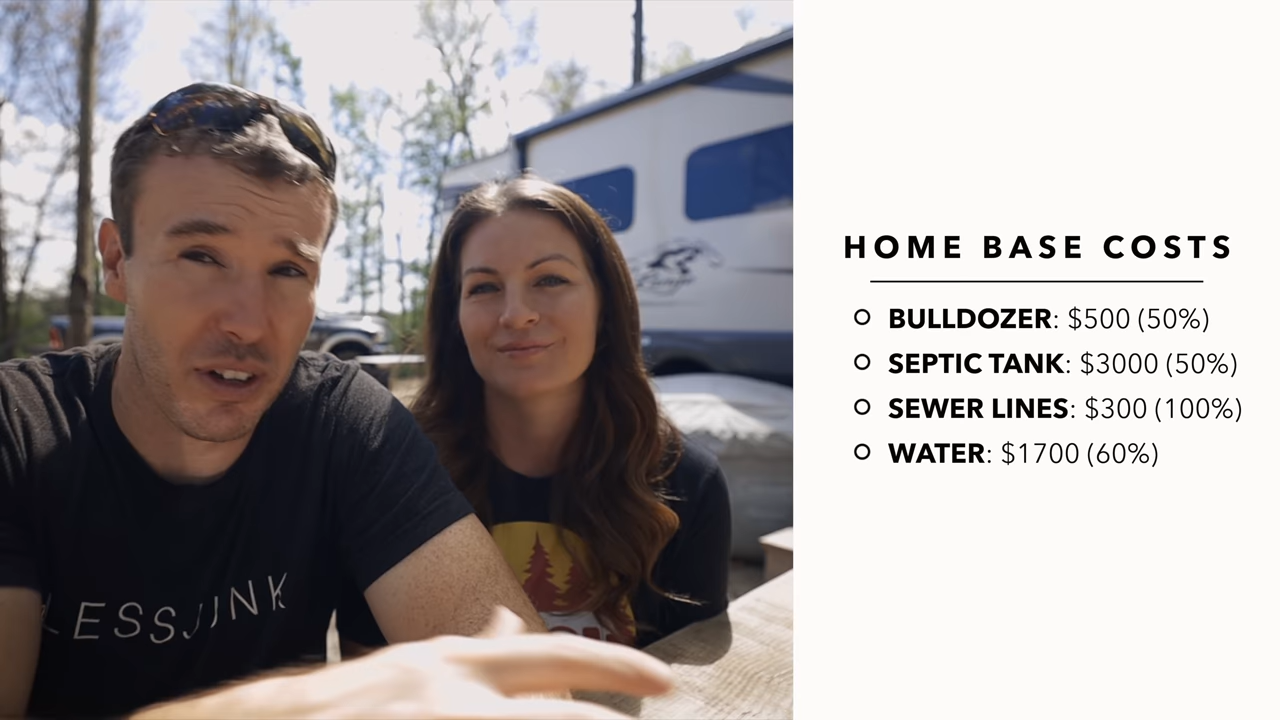 HOME BASE COSTS
BULLDOZER: $500 (50%)
SEPTIC TANK: $3000 (50%)
SEWER LINES: $300 (100%)
WATER: $1700 (60%)
LESSJUNK